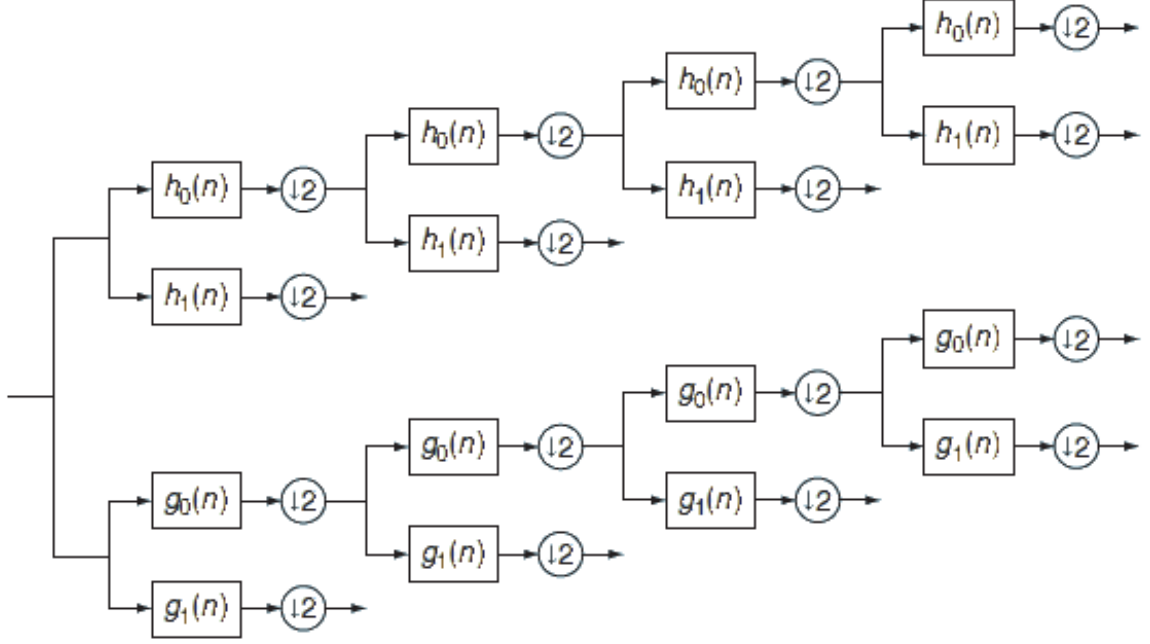 h₀(n) ↓2
h₀(n) ↓2
h₀(n) ↓2 h₁(n) ↓2
h₀(n) ↓2 h₁(n) ↓2
h₁(n) ↓2
h₁(n) ↓2
g₀(n) ↓2
g₀(n) ↓2
g₀(n) ↓2 g₁(n) ↓2
g₀(n) ↓2 g₁(n) ↓2
g₁(n) ↓2
g₁(n) ↓2